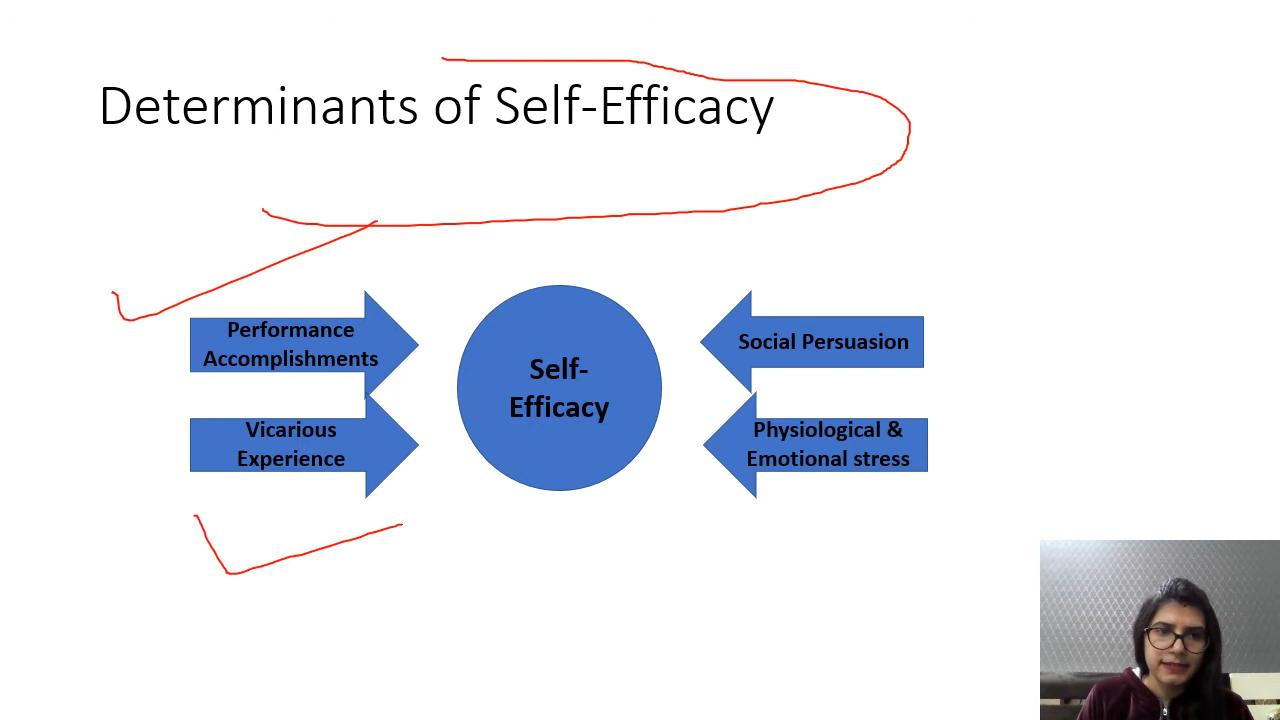 Determinants of Self-Efficacy
Performance
Accomplishments
Vicarious
Experience
Self-
Efficacy
Social Persuasion
Physiological &
Emotional stress